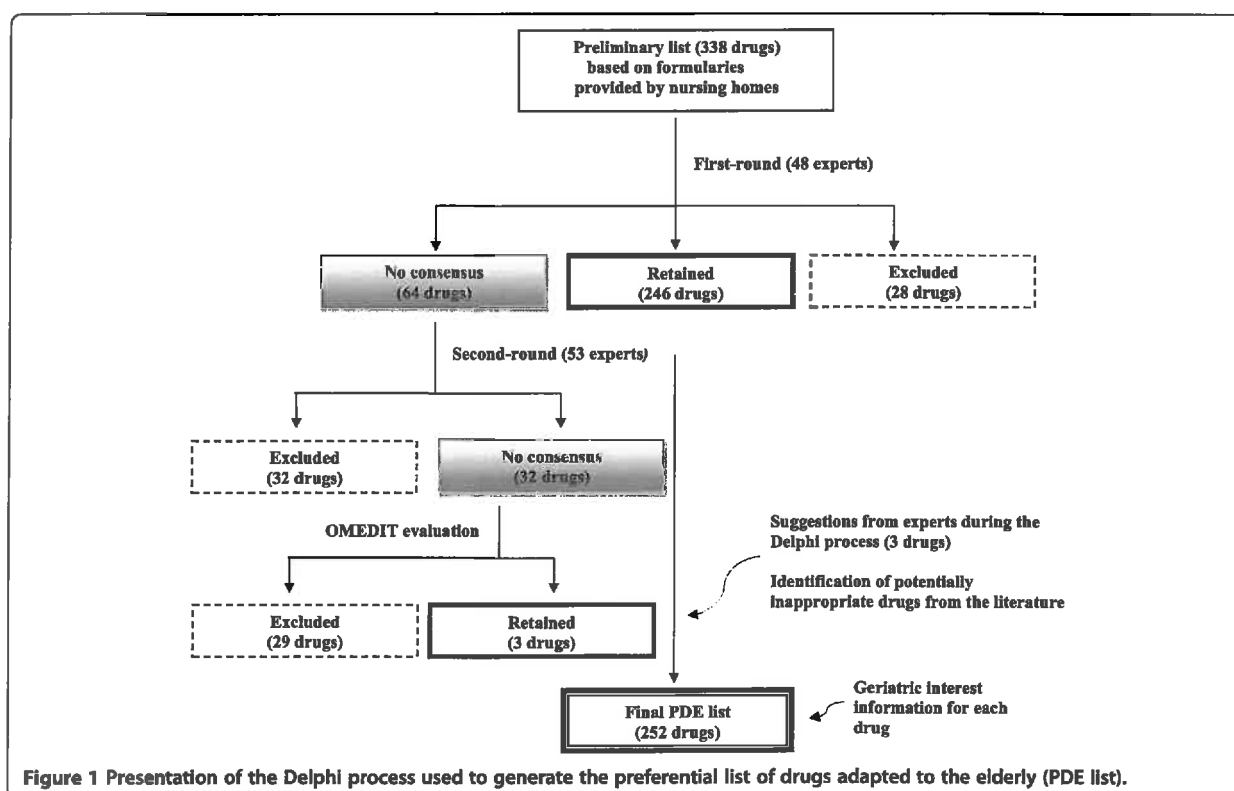 Preliminary list (338 drugs)
based on formularies
provided by nursing homes
First-round (48 experts)
No consensus
(64 drugs)
Retained
(246 drugs)
Excluded
(28 drugs)
Second-round (53 experts)
Excluded
(32 drugs)
No consensus
(32 drugs)
OMEDIT evaluation
Suggestions from experts during the
Delphi process (3 drugs)
Identification of potentially
inappropriate drugs from the literature
Excluded
(29 drugs)
Retained
(3 drugs)
Final PDE list
(252 drugs)
Geriatric interest
information for each
drug
Figure 1 Presentation of the Delphi process used to generate the preferential list of drugs adapted to the elderly (PDE list).